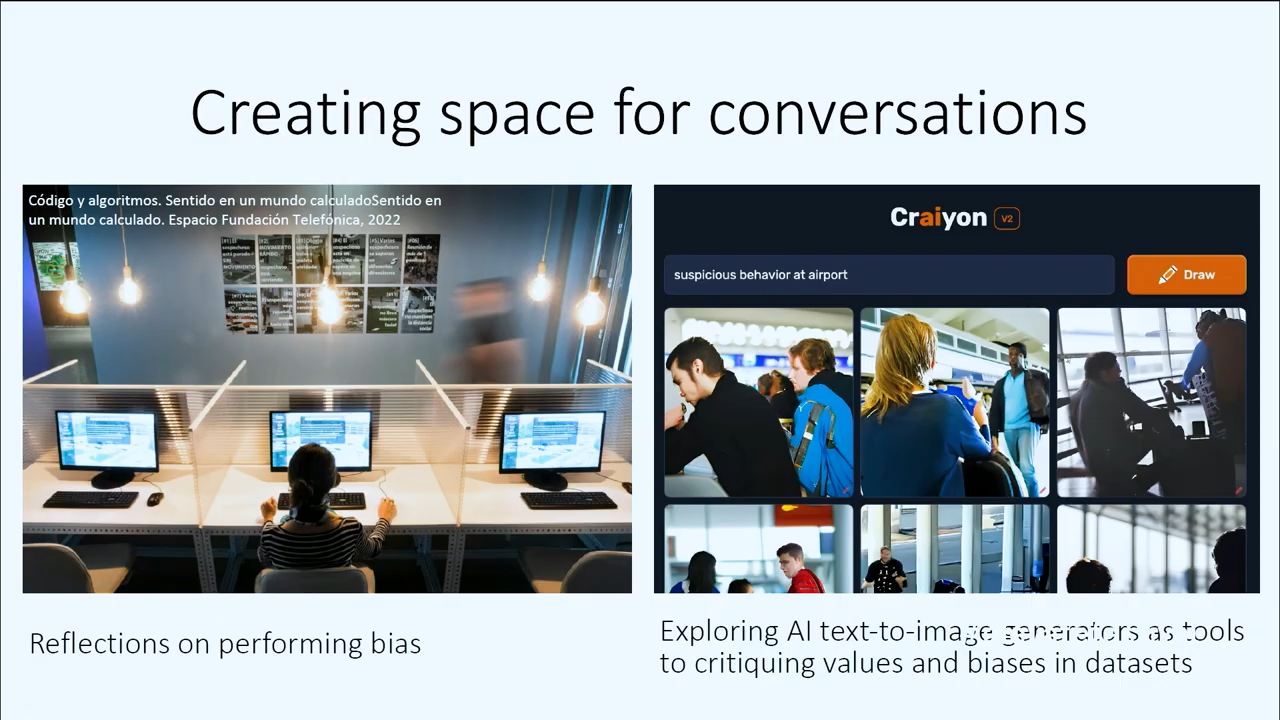 Creating space for conversations
Código y algoritmos. Sentido en un mundo calculadoSentido en
un mundo calculado. Espacio Fundación Telefónica, 2022
Craiyon V2
suspicious behavior at airport
Draw
Reflections on performing bias
Exploring AI text-to-image generators as tools
to critiquing values and biases in datasets